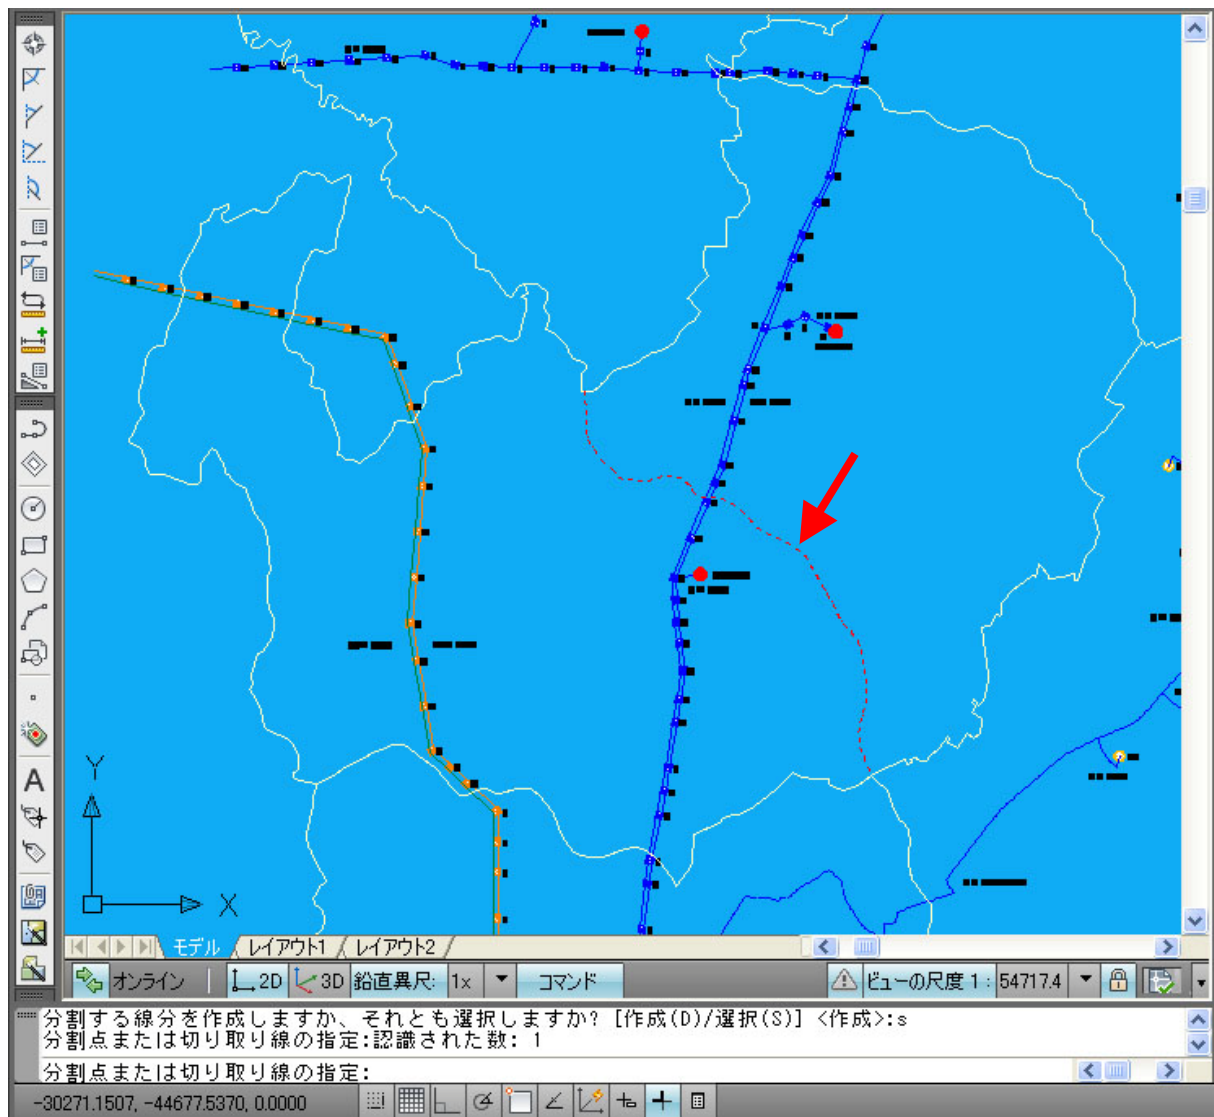 Y
X
モデル レイアウト1 レイアウト2
オンライン 2D 3D 鉛直異尺: 1x コマンド ビューの尺度 1 : 54717.4
分割する線分を作成しますか、それとも選択しますか? [作成(D)/選択(S)] <作成>:s
分割点または切り取り線の指定:認識された数: 1
分割点または切り取り線の指定:
-30271.1507, -44677.5370, 0.0000